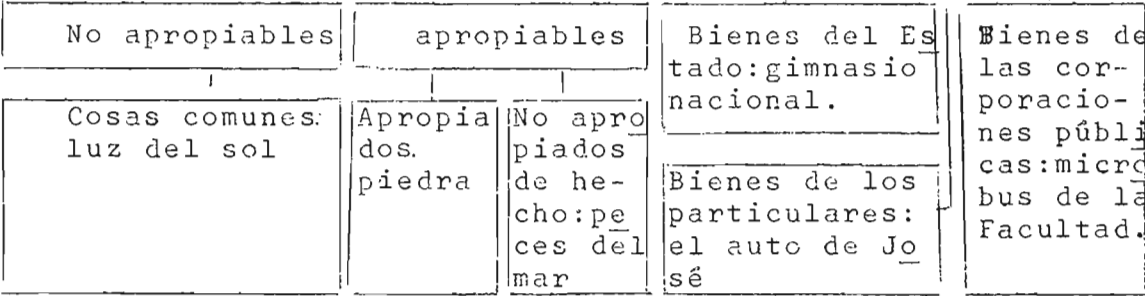 No apropiables
apropiables
Bienes del Es
tado:gimnasio
nacional.
Bienes de
las cor-
poracio-
nes públi
cas:micro
bus de la
Facultad.
Cosas comunes:
luz del sol
Apropia
dos.
piedra
No apro
piados
de he-
cho:pe
ces del
mar
Bienes de los
particulares:
el auto de Jo
sé